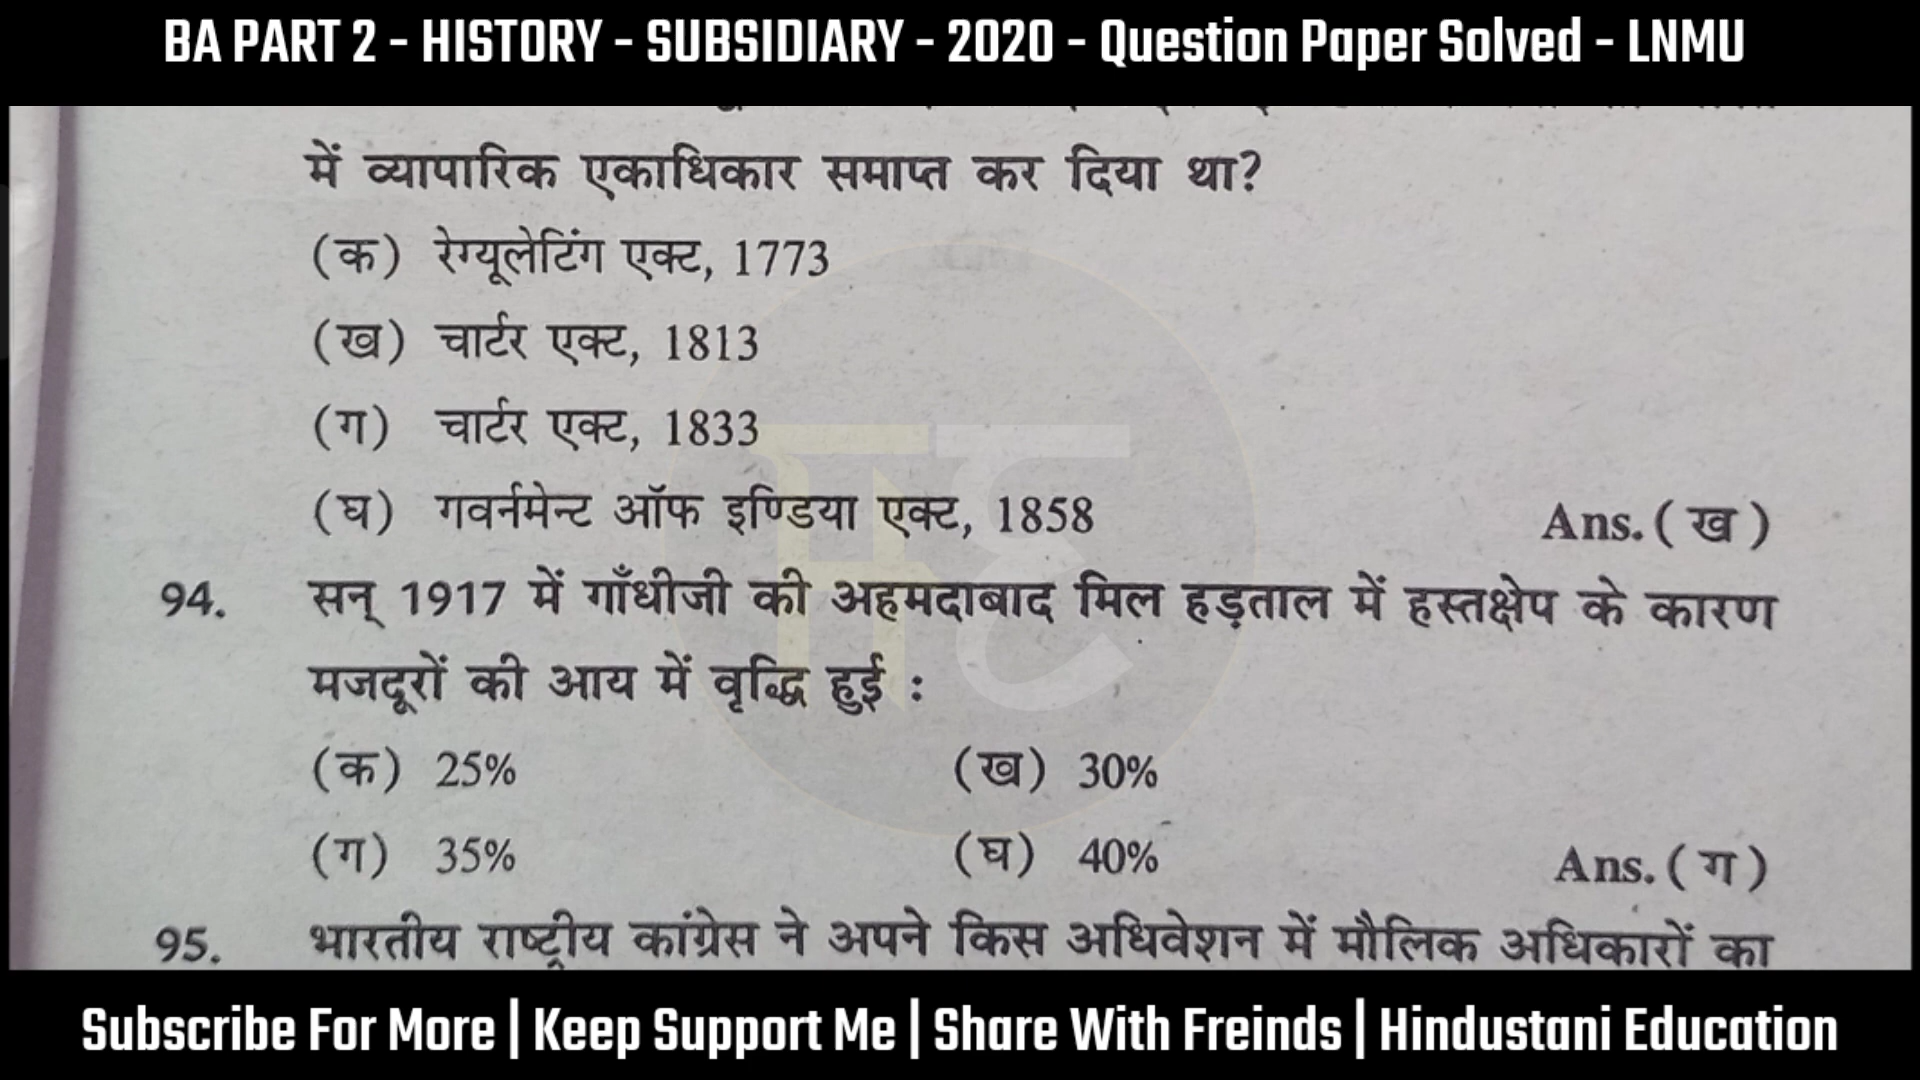 BA PART 2 - HISTORY - SUBSIDIARY - 2020 - Question Paper Solved - LNMU
में व्यापारिक एकाधिकार समाप्त कर दिया था?
(क) रेग्यूलेटिंग एक्ट, 1773
(ख) चार्टर एक्ट, 1813
(ग) चार्टर एक्ट, 1833
(घ) गवर्नमेन्ट ऑफ इण्डिया एक्ट, 1858 Ans. (ख)
94. सन् 1917 में गाँधीजी की अहमदाबाद मिल हड़ताल में हस्तक्षेप के कारण
मजदूरों की आय में वृद्धि हुई :
(क) 25% (ख) 30%
(ग) 35% (घ) 40% Ans. (ग)
95. भारतीय राष्ट्रीय कांग्रेस ने अपने किस अधिवेशन में मौलिक अधिकारों का
Subscribe For More | Keep Support Me | Share With Freinds | Hindustani Education